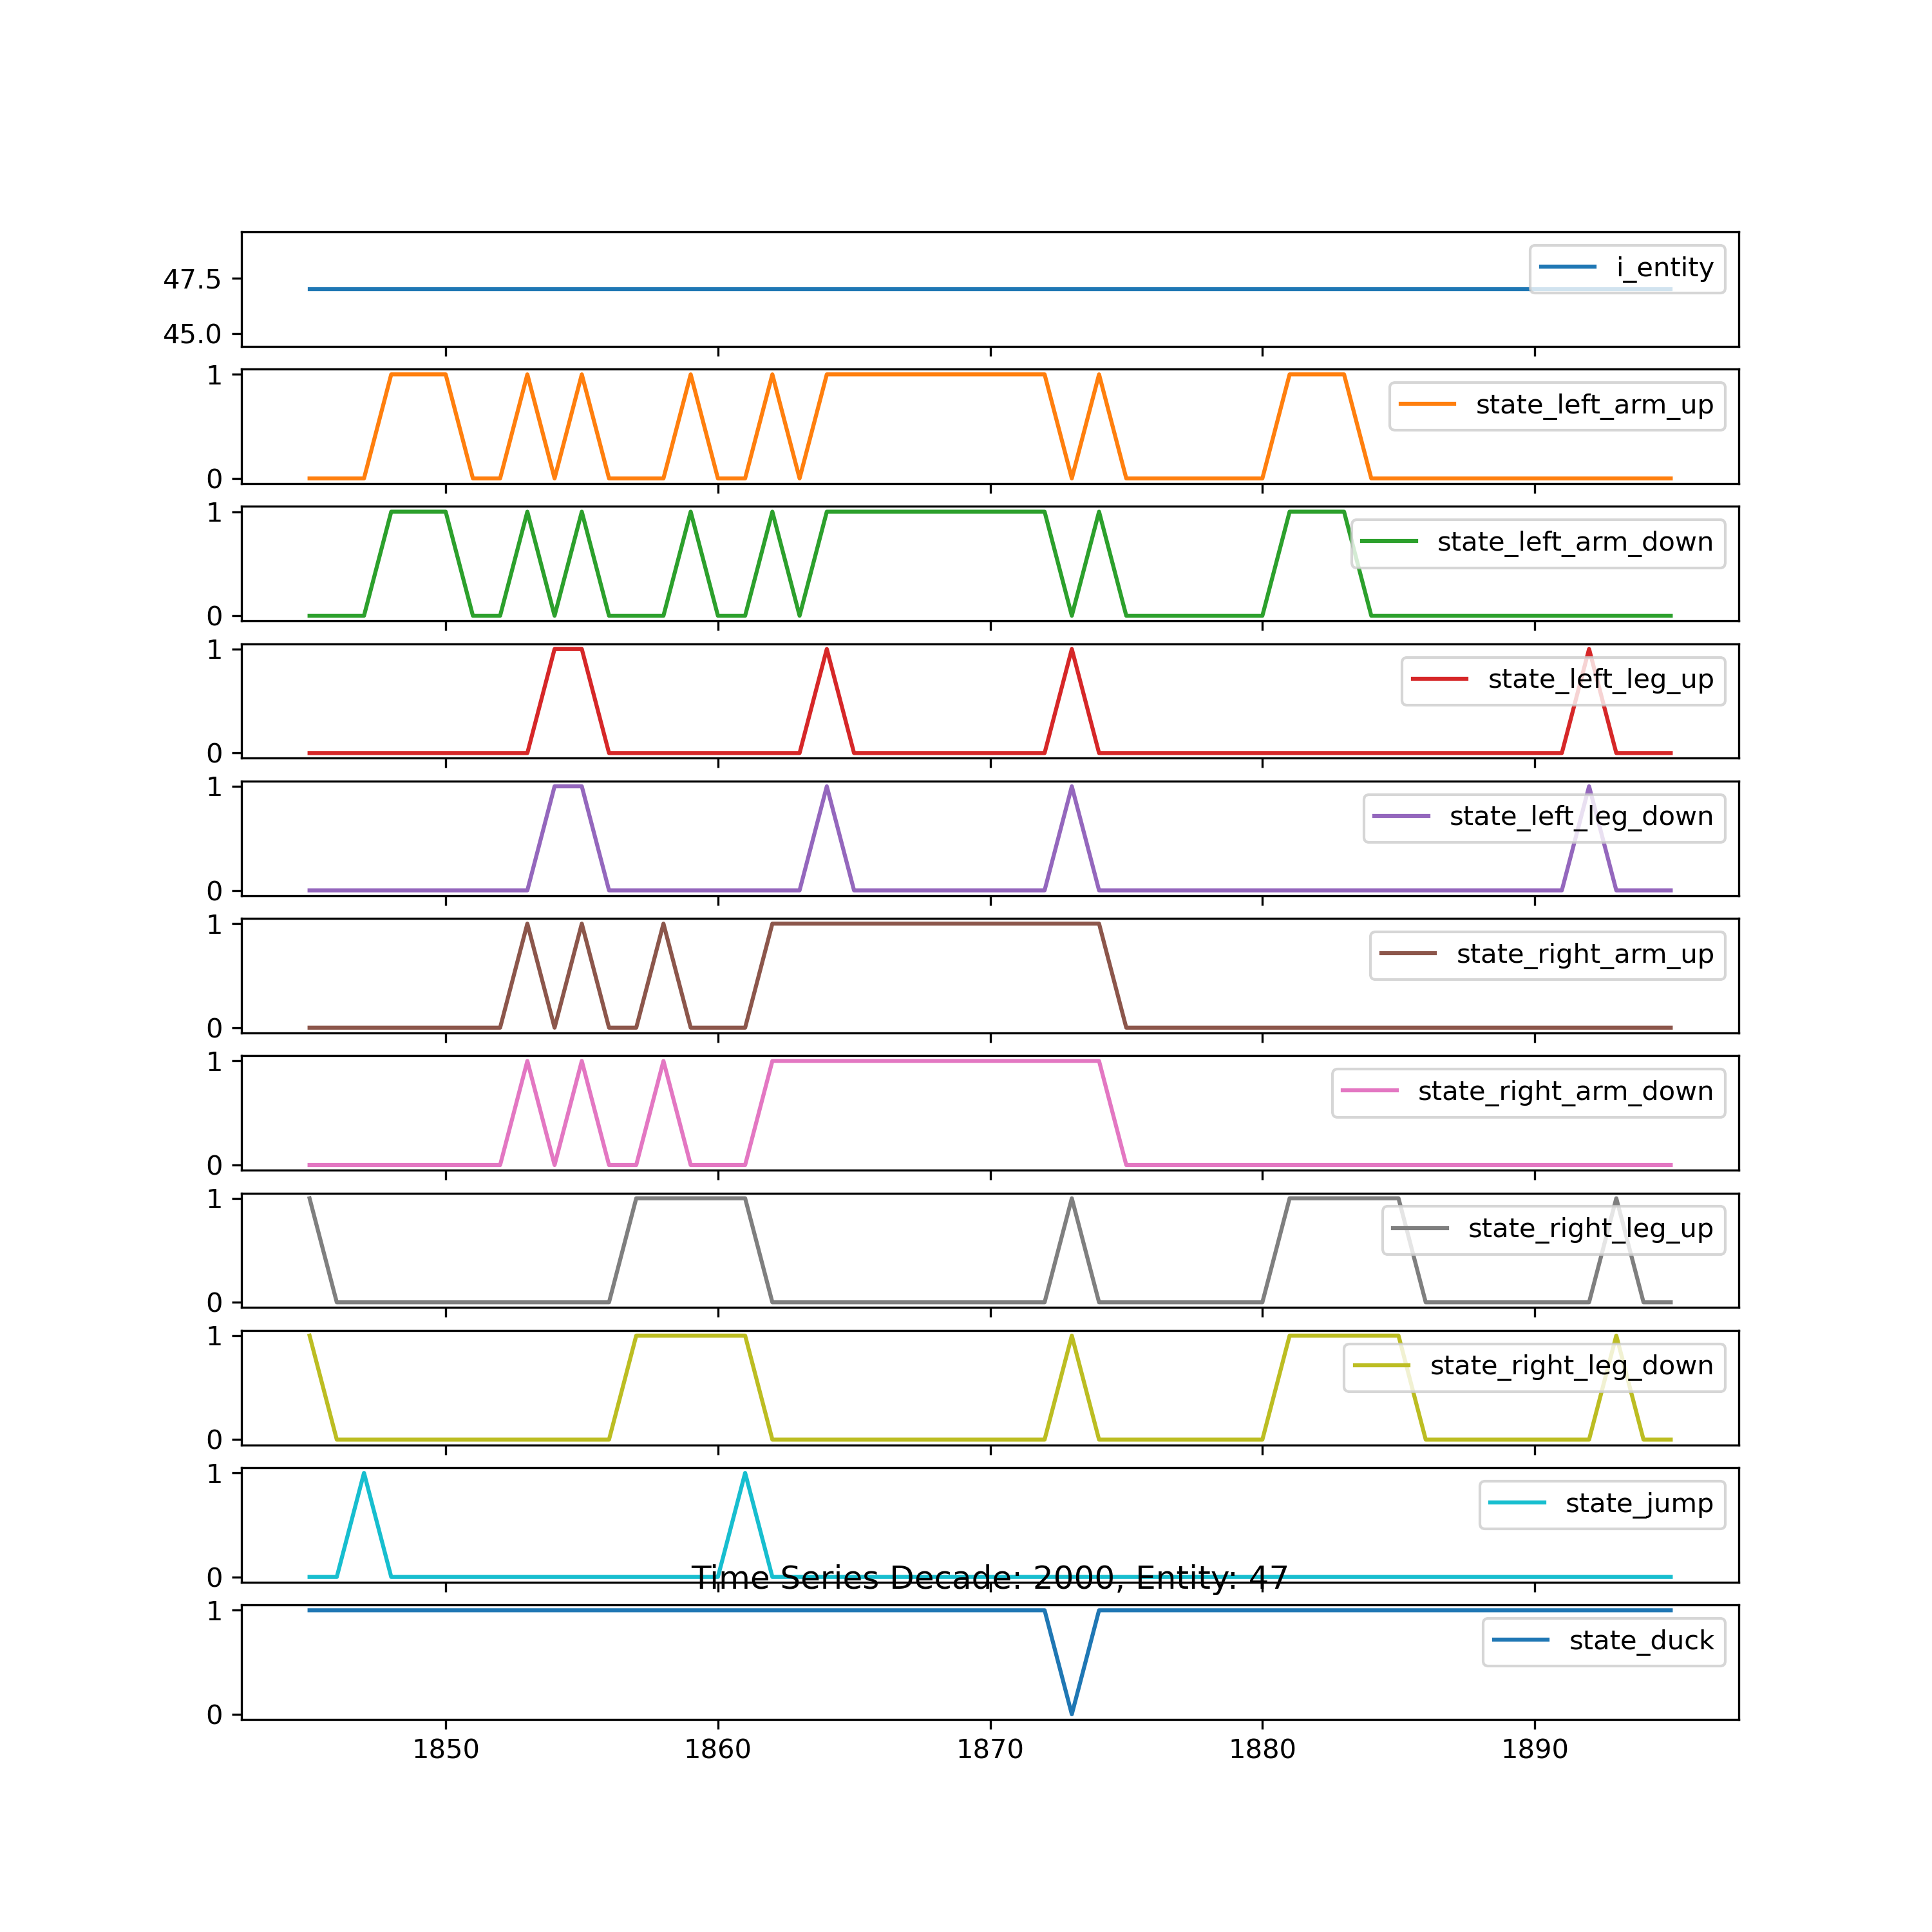 47.5
45.0
i_entity
1
0
state_left_arm_up
1
0
state_left_arm_down
1
0
state_left_leg_up
1
0
state_left_leg_down
1
0
state_right_arm_up
1
0
state_right_arm_down
1
0
state_right_leg_up
1
0
state_right_leg_down
1
0
state_jump
Time Series Decade: 2000, Entity: 47
1
0
state_duck
1850 1860 1870 1880 1890